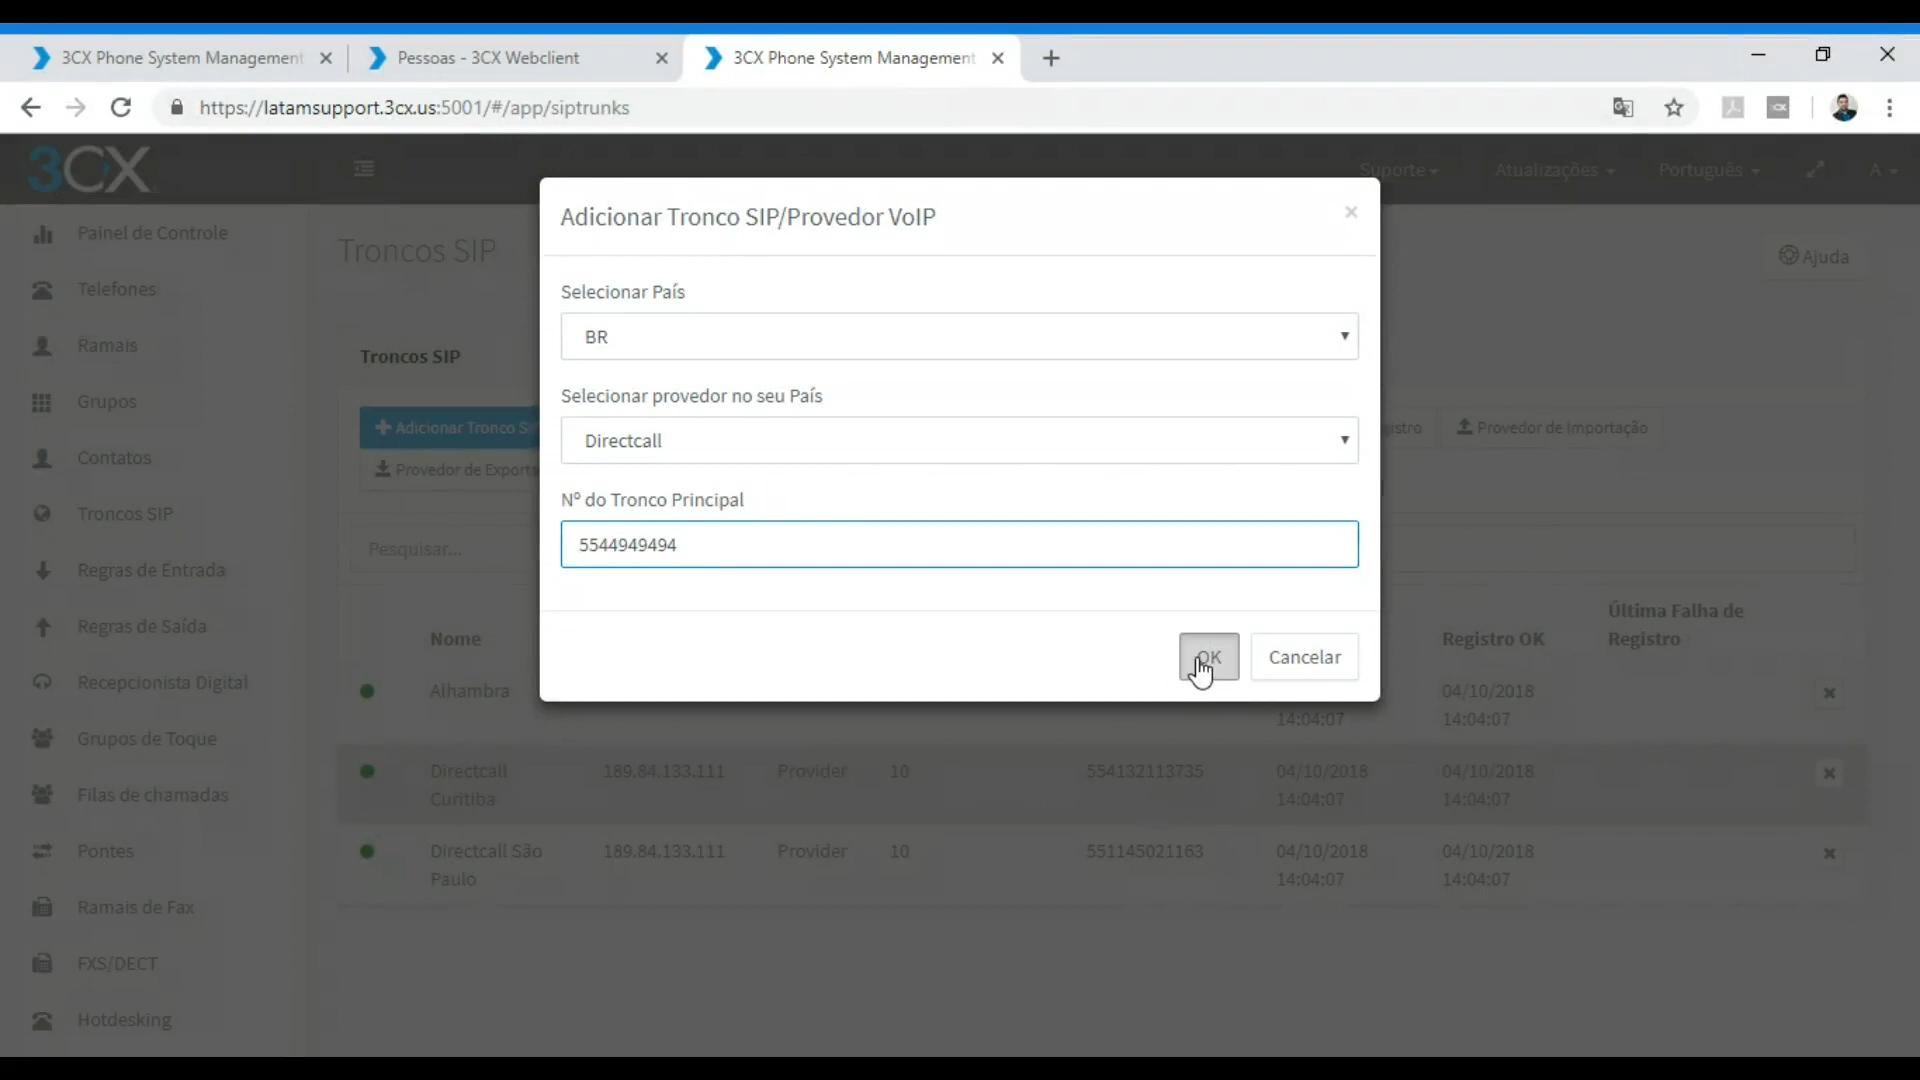 3CX Phone System Management
Pessoas - 3CX Webclient
3CX Phone System Management
https://latamsupport.3cx.us:5001/#/app/siptrunks
3CX
Suporte
Atualizações
Português
A
Adicionar Tronco SIP/Provedor VoIP
Painel de Controle
Troncos SIP
Ajuda
Telefones
Selecionar País
BR
Ramais
Troncos SIP
Selecionar provedor no seu País
Grupos
Adicionar Tronco
Directcall
Provedor de Importação
Contatos
Provedor de
Nº do Tronco Principal
Troncos SIP
5544949494
Pesquisar...
Regras de Entrada
Regras de Saída
Nome
Registro OK
Última Falha de
Registro
OK
Cancelar
Recepcionista Digital
Alhambra
04/10/2018
14:04:07
04/10/2018
14:04:07
Grupos de Toque
Directcall
Curitiba
189.84.133.111
Provider
10
554132113735
04/10/2018
14:04:07
04/10/2018
14:04:07
Filas de chamadas
Pontes
Directcall São
Paulo
189.84.133.111
Provider
10
551145021163
04/10/2018
14:04:07
04/10/2018
14:04:07
Ramais de Fax
FXS/DECT
Hotdesking